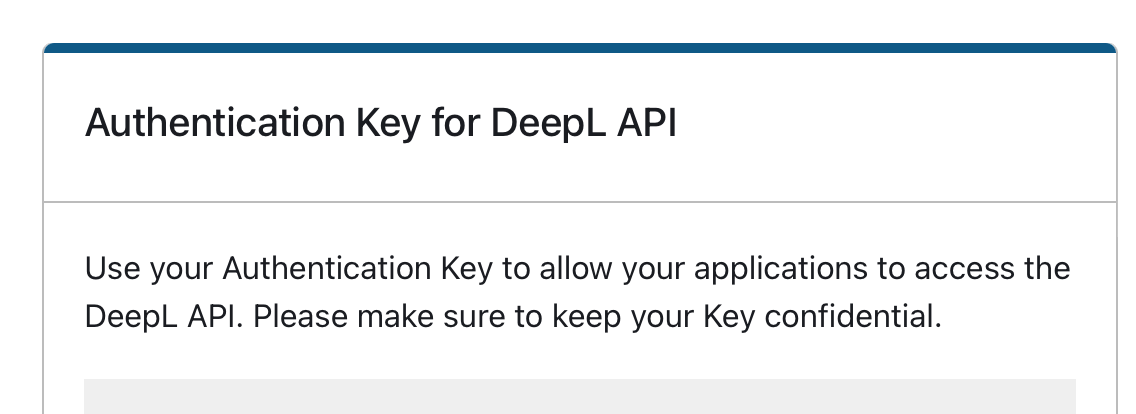 Authentication Key for DeepL API
Use your Authentication Key to allow your applications to access the
DeepL API. Please make sure to keep your Key confidential.